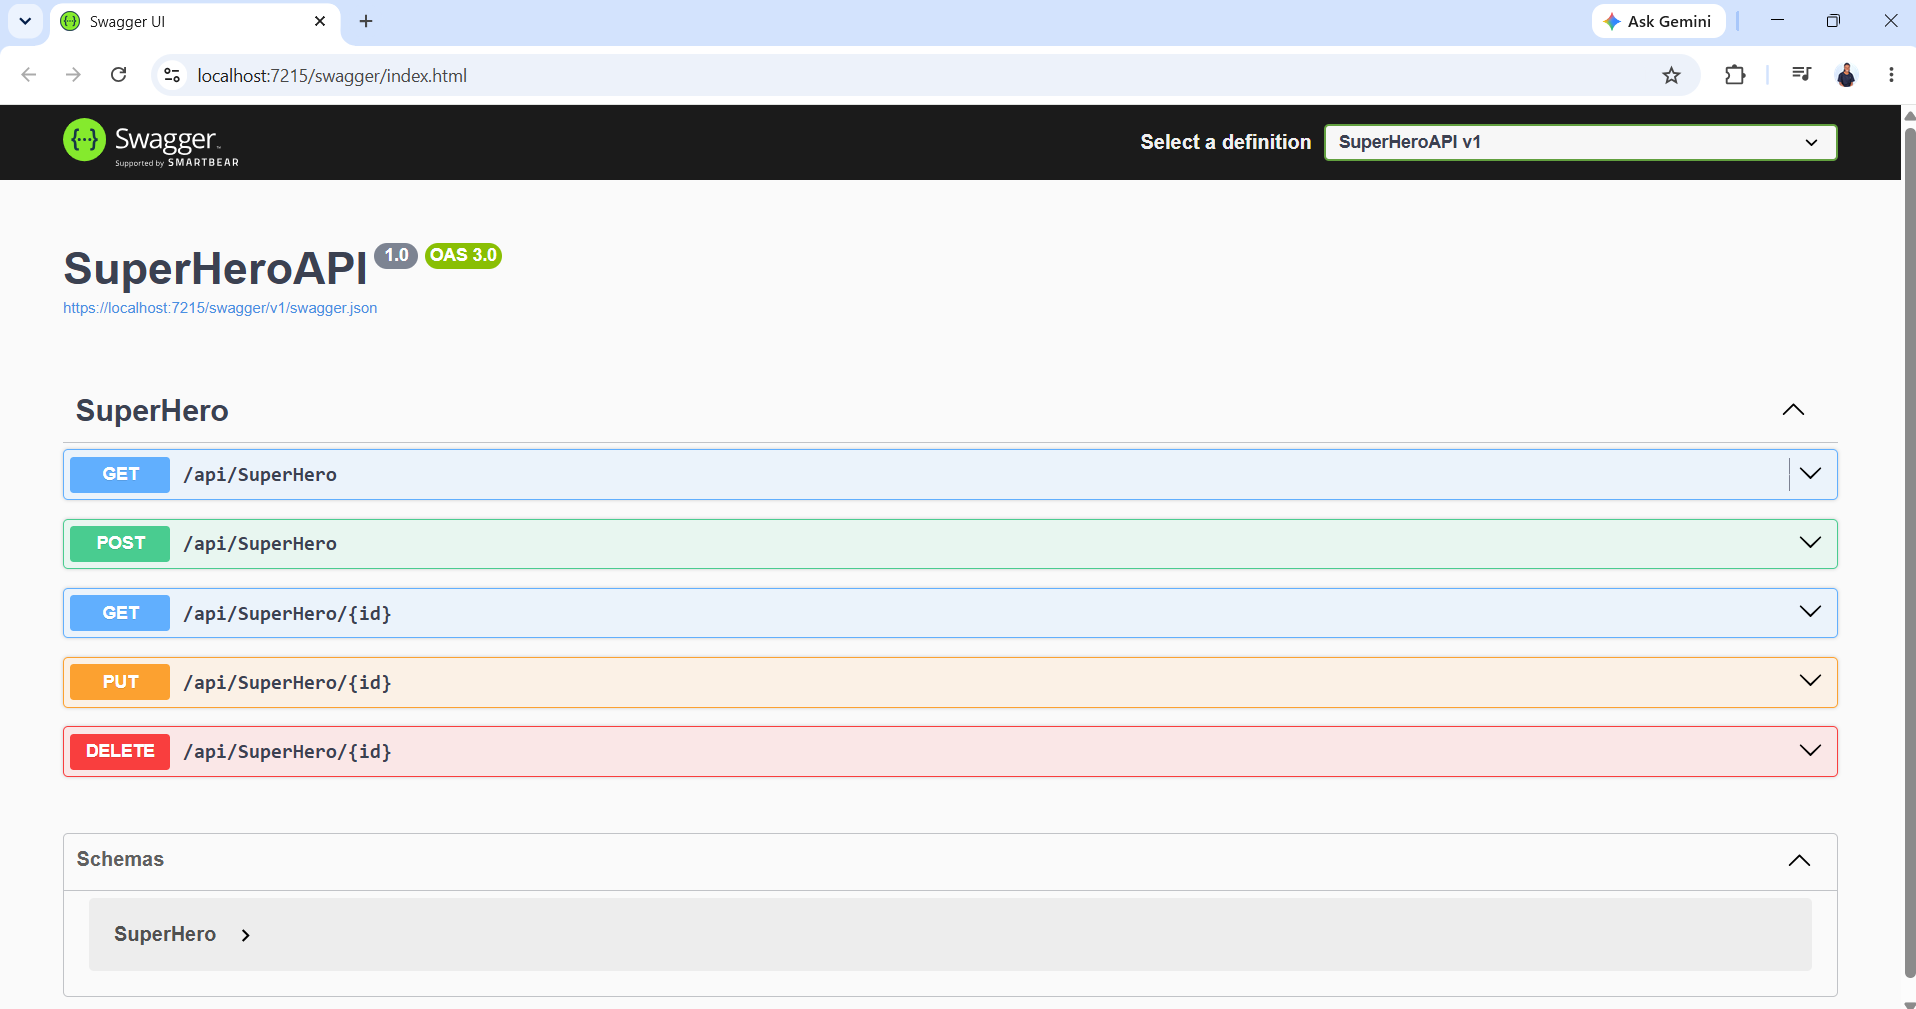 Swagger UI
Ask Gemini
localhost:7215/swagger/index.html
Swagger
Supported by SMARTBEAR
Select a definition
SuperHeroAPI v1
SuperHeroAPI 1.0 OAS 3.0
https://localhost:7215/swagger/v1/swagger.json
SuperHero
GET /api/SuperHero
POST /api/SuperHero
GET /api/SuperHero/{id}
PUT /api/SuperHero/{id}
DELETE /api/SuperHero/{id}
Schemas
SuperHero